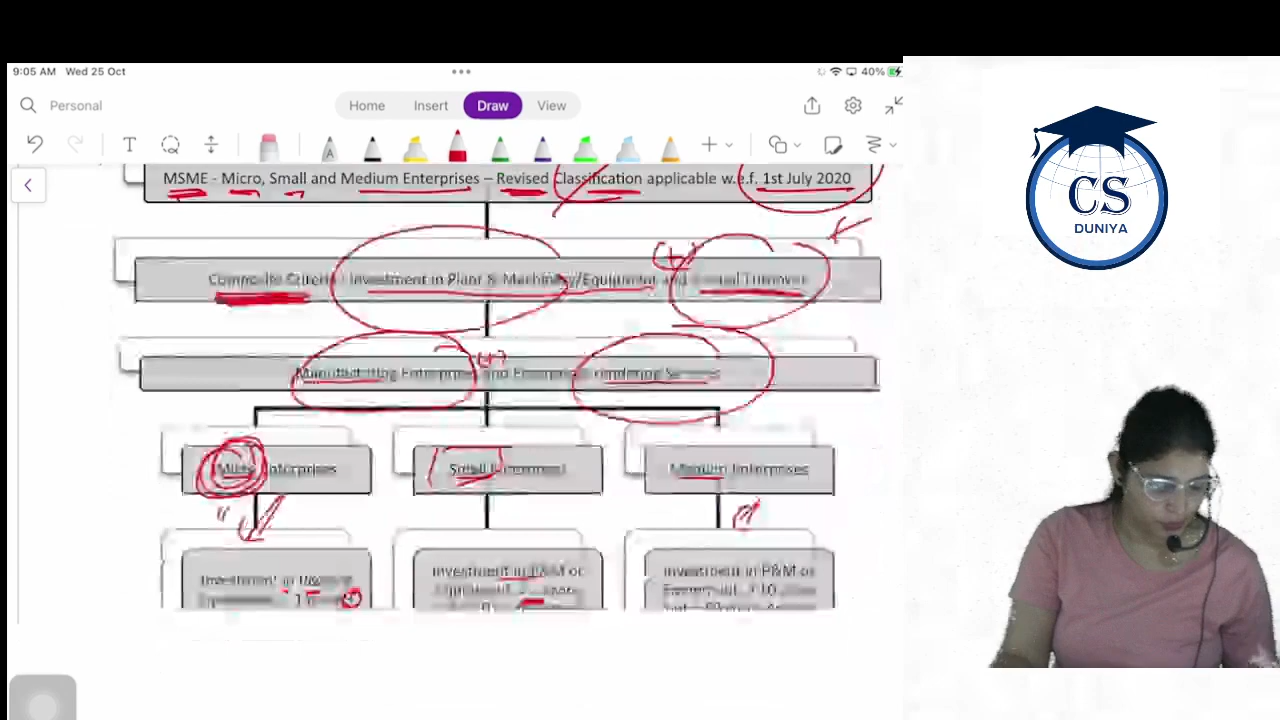 9:05 AM Wed 25 Oct
40%
Personal
Home Insert Draw View
T
A
MSME - Micro, Small and Medium Enterprises – Revised Classification applicable w.e.f. 1st July 2020
Composite Criteria: Investment in Plant & Machinery/Equipment and Annual Turnover
(+)
Manufacturing Enterprises and Enterprises rendering Services
(+)
Micro Enterprises
Small Enterprises
Medium Enterprises
Investment in
Investment in P&M or
Investment in P&M or
CS
DUNIYA